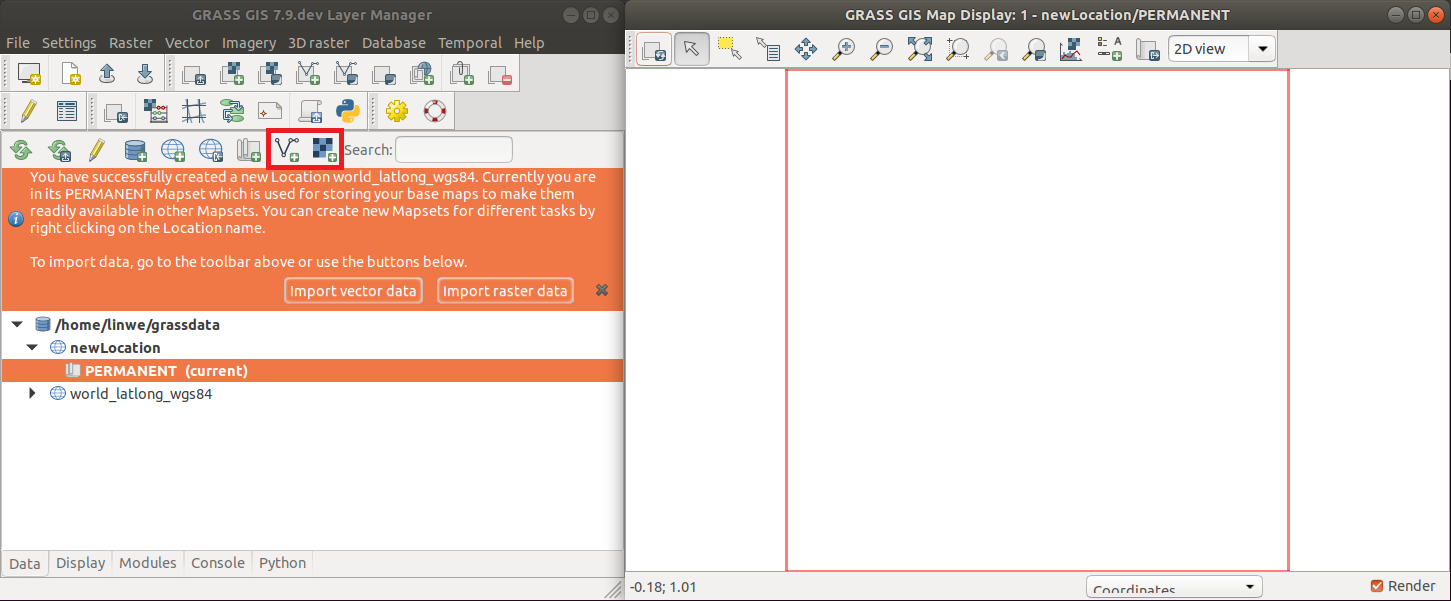 GRASS GIS 7.9.dev Layer Manager
File Settings Raster Vector Imagery 3D raster Database Temporal Help
Search:
You have successfully created a new Location world_latlong_wgs84. Currently you are
in its PERMANENT Mapset which is used for storing your base maps to make them
readily available in other Mapsets. You can create new Mapsets for different tasks by
right clicking on the Location name.
To import data, go to the toolbar above or use the buttons below.
Import vector data Import raster data
/home/linwe/grassdata
newLocation
PERMANENT (current)
world_latlong_wgs84
Data Display Modules Console Python
GRASS GIS Map Display: 1 - newLocation/PERMANENT
2D view
-0.18; 1.01
Coordinates
Render